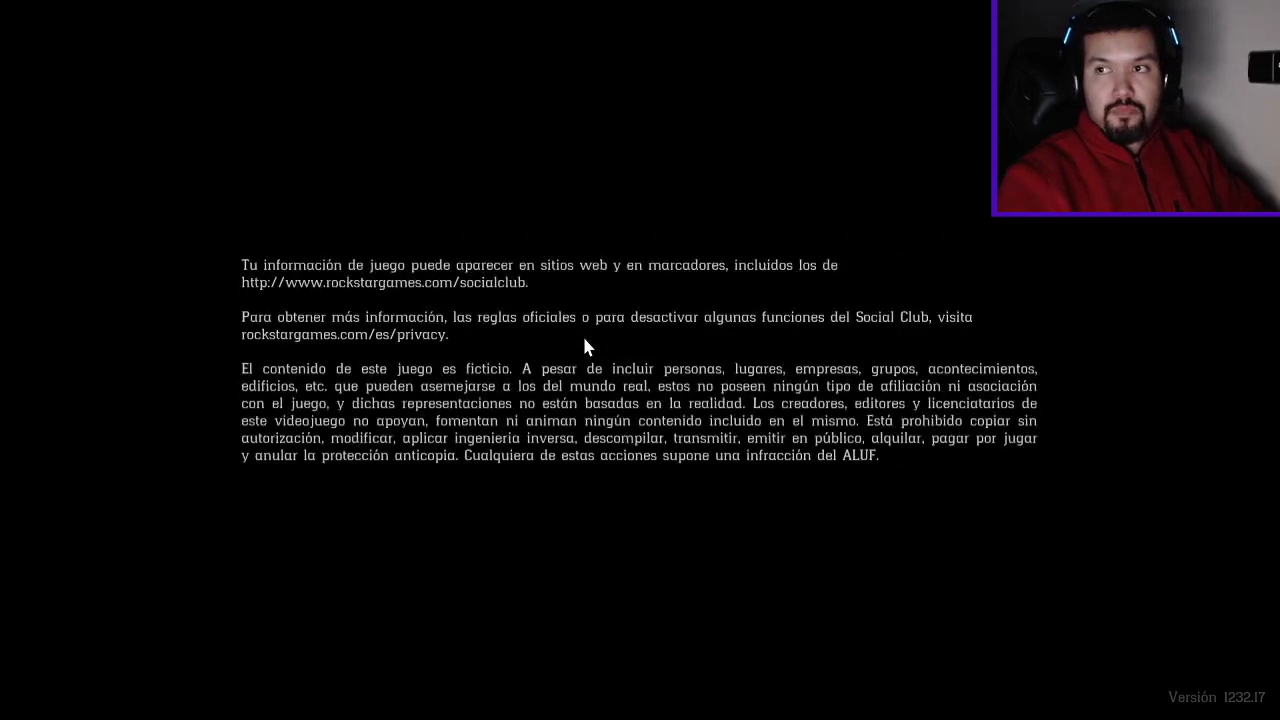 Tu información de juego puede aparecer en sitios web y en marcadores, incluidos los de
http://www.rockstargames.com/socialclub.
Para obtener más información, las reglas oficiales o para desactivar algunas funciones del Social Club, visita
rockstargames.com/es/privacy.
El contenido de este juego es ficticio. A pesar de incluir personas, lugares, empresas, grupos, acontecimientos,
edificios, etc. que pueden asemejarse a los del mundo real, estos no poseen ningún tipo de afiliación ni asociación
con el juego, y dichas representaciones no están basadas en la realidad. Los creadores, editores y licenciatarios de
este videojuego no apoyan, fomentan ni animan ningún contenido incluido en el mismo. Está prohibido copiar sin
autorización, modificar, aplicar ingeniería inversa, descompilar, transmitir, emitir en público, alquilar, pagar por jugar
y anular la protección anticopia. Cualquiera de estas acciones supone una infracción del ALUF.
Versión 1232.17